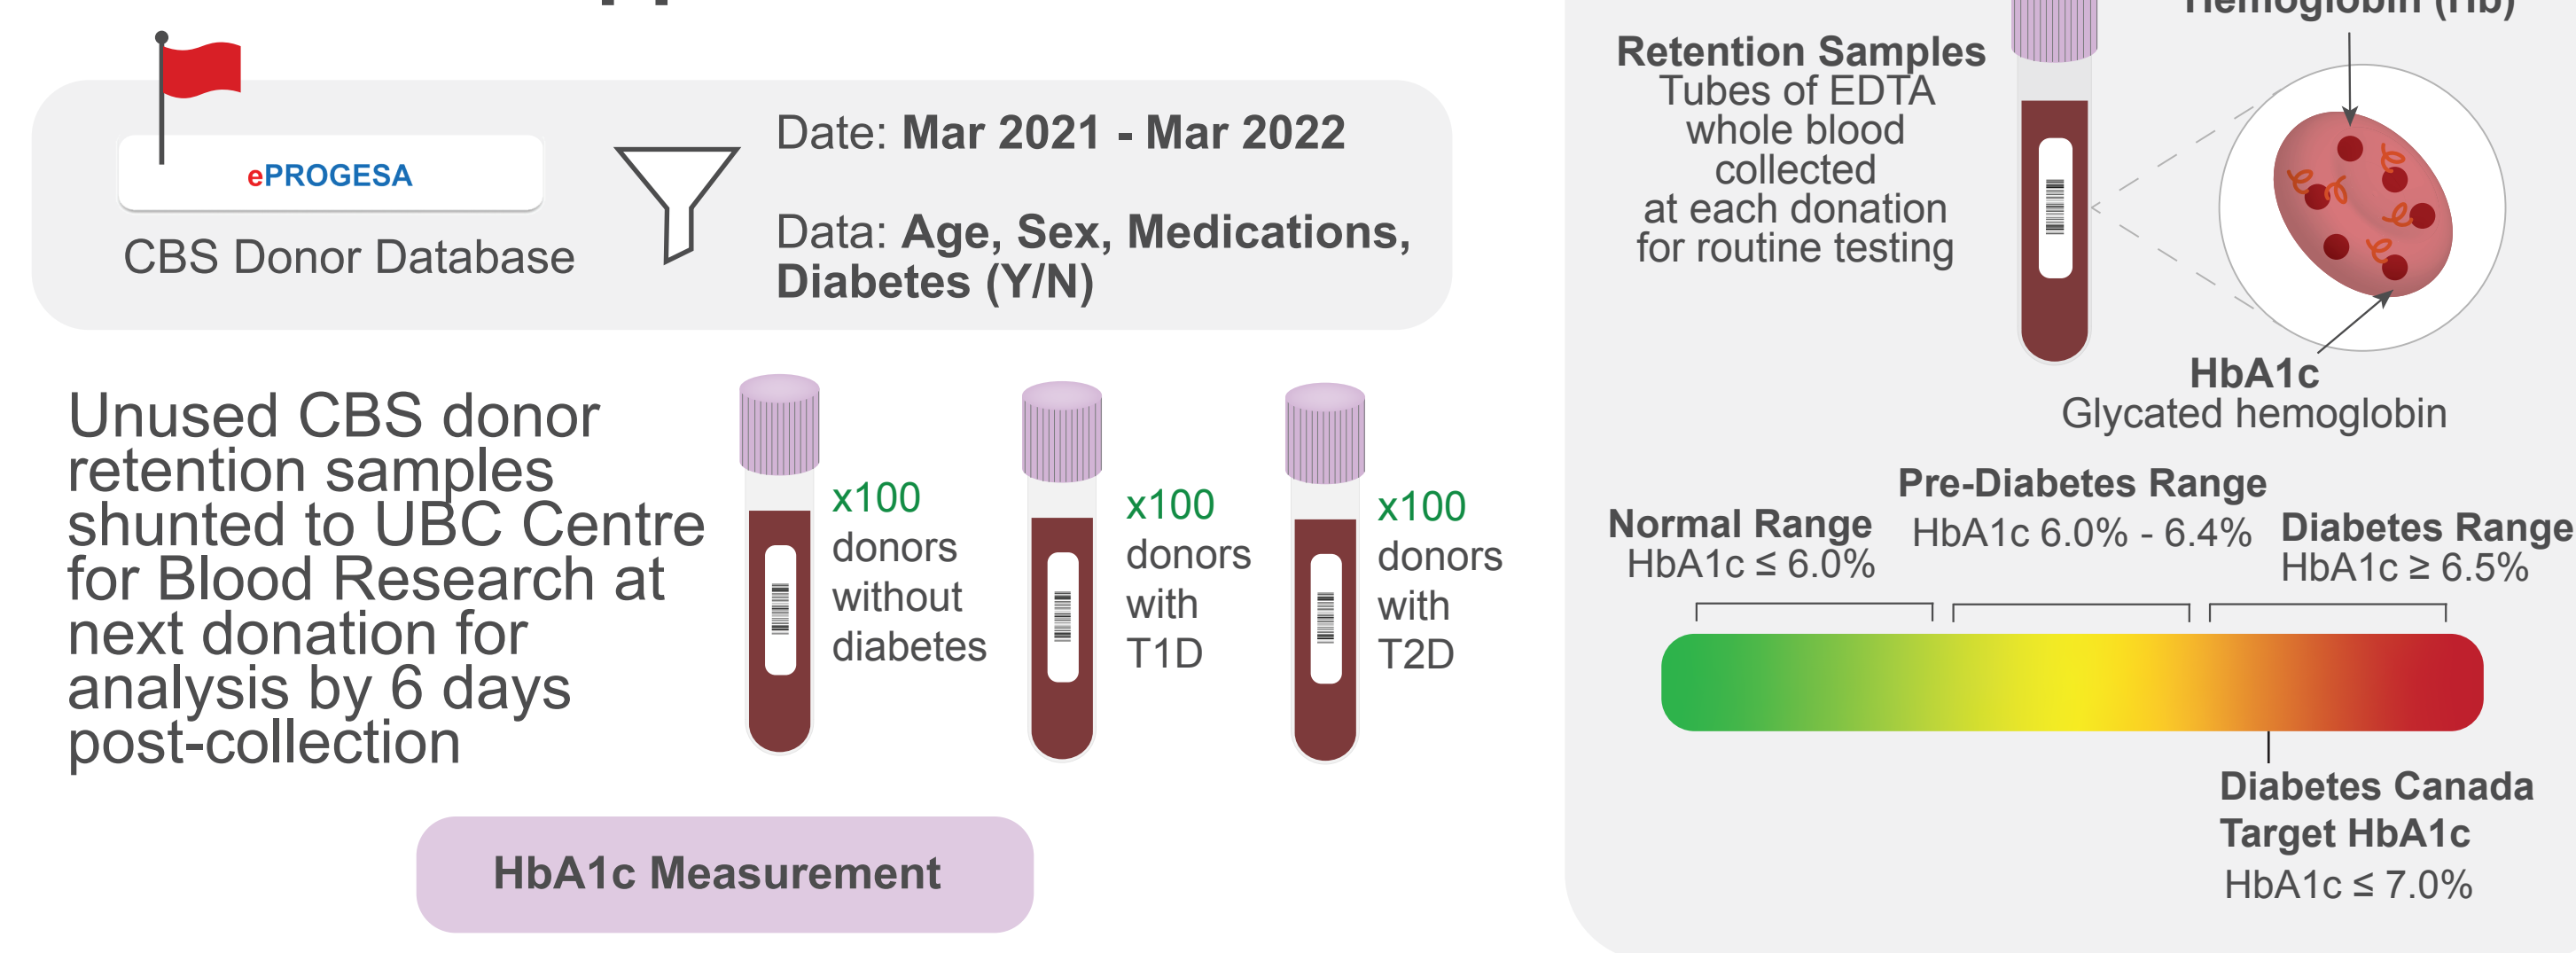 ePROGESA
CBS Donor Database
Date: Mar 2021 - Mar 2022
Data: Age, Sex, Medications,
Diabetes (Y/N)
Unused CBS donor
retention samples
shunted to UBC Centre
for Blood Research at
next donation for
analysis by 6 days
post-collection
x100
donors
without
diabetes
x100
donors
with
T1D
x100
donors
with
T2D
HbA1c Measurement
Hemoglobin (Hb)
Retention Samples
Tubes of EDTA
whole blood
collected
at each donation
for routine testing
HbA1c
Glycated hemoglobin
Normal Range
HbA1c ≤ 6.0%
Pre-Diabetes Range
HbA1c 6.0% - 6.4%
Diabetes Range
HbA1c ≥ 6.5%
Diabetes Canada
Target HbA1c
HbA1c ≤ 7.0%